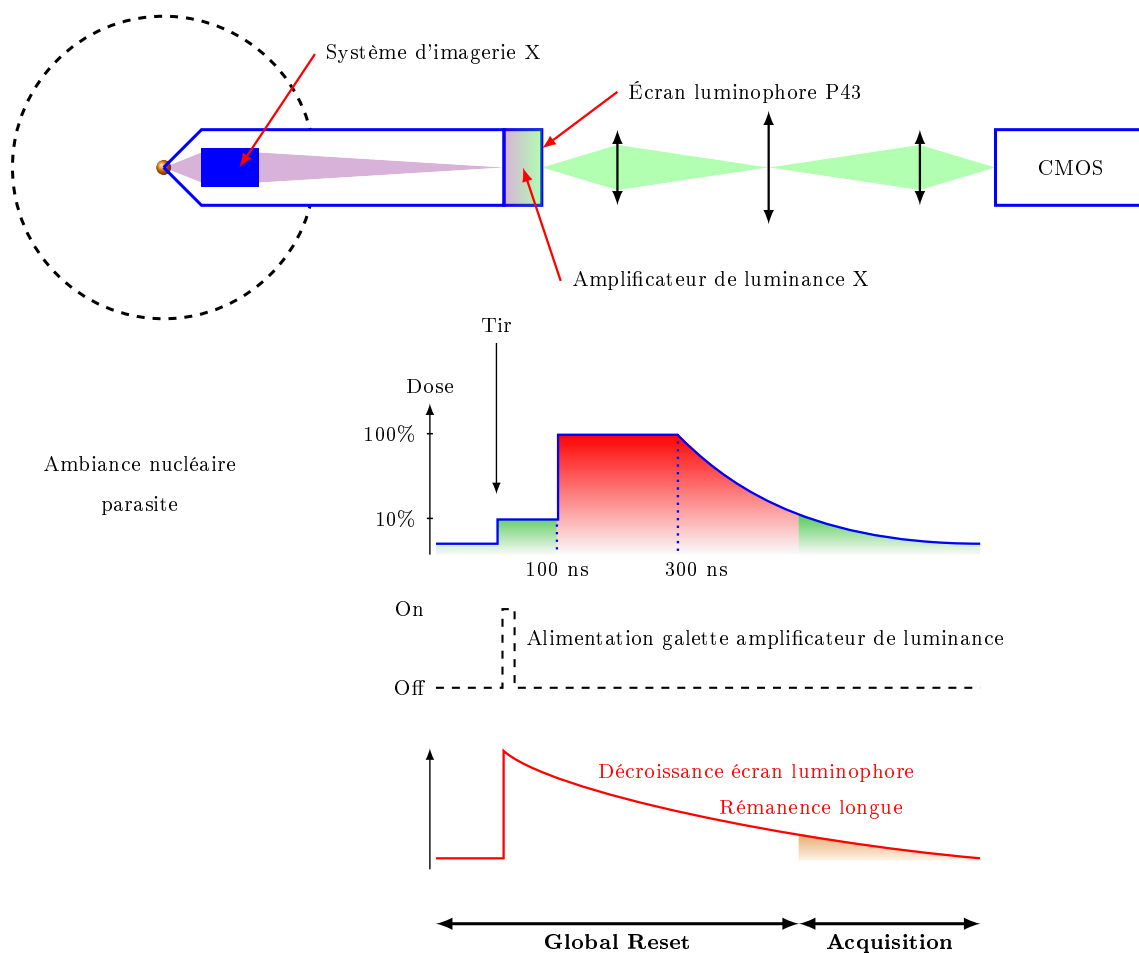 Système d'imagerie X
Écran luminophore P43
CMOS
Amplificateur de luminance X
Tir
Dose
100%
Ambiance nucléaire
parasite
10%
100 ns
300 ns
On
Alimentation galette amplificateur de luminance
Off
Décroissance écran luminophore
Rémanence longue
Global Reset
Acquisition